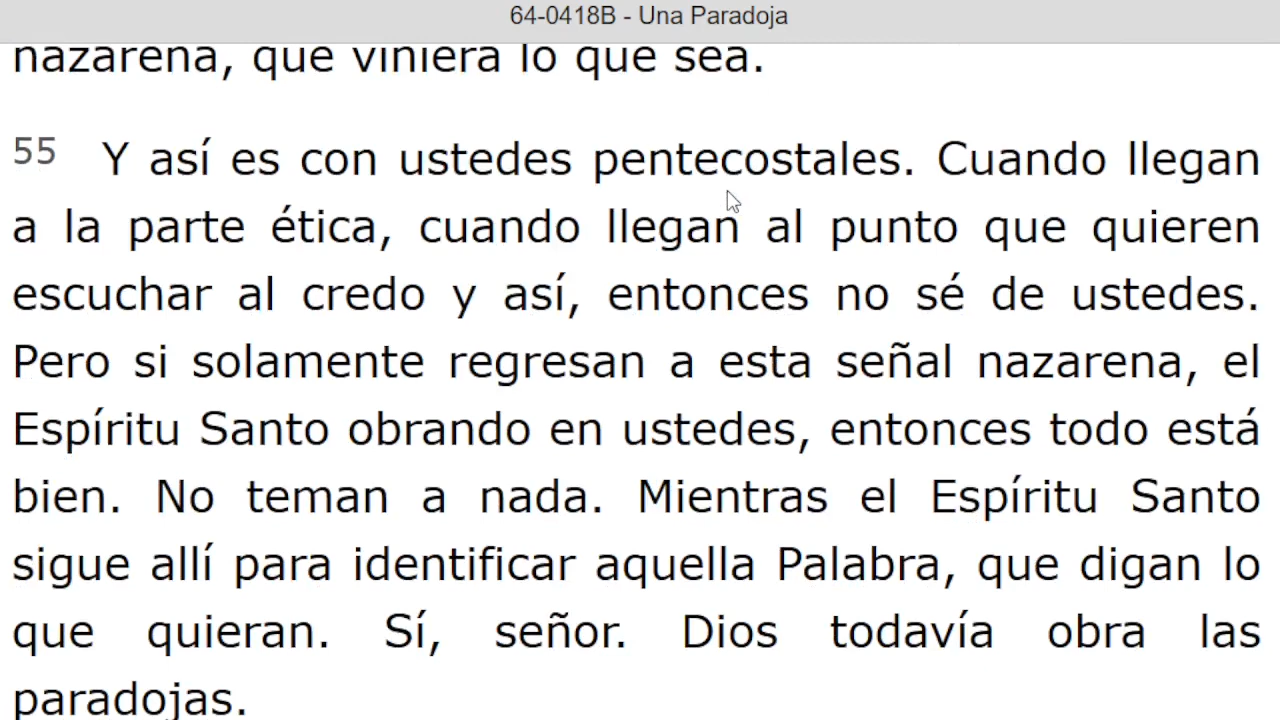 64-0418B - Una Paradoja
nazarena, que viniera lo que sea.
55 Y así es con ustedes pentecostales. Cuando llegan
a la parte ética, cuando llegan al punto que quieren
escuchar al credo y así, entonces no sé de ustedes.
Pero si solamente regresan a esta señal nazarena, el
Espíritu Santo obrando en ustedes, entonces todo está
bien. No teman a nada. Mientras el Espíritu Santo
sigue allí para identificar aquella Palabra, que digan lo
que quieran. Sí, señor. Dios todavía obra las
paradojas.